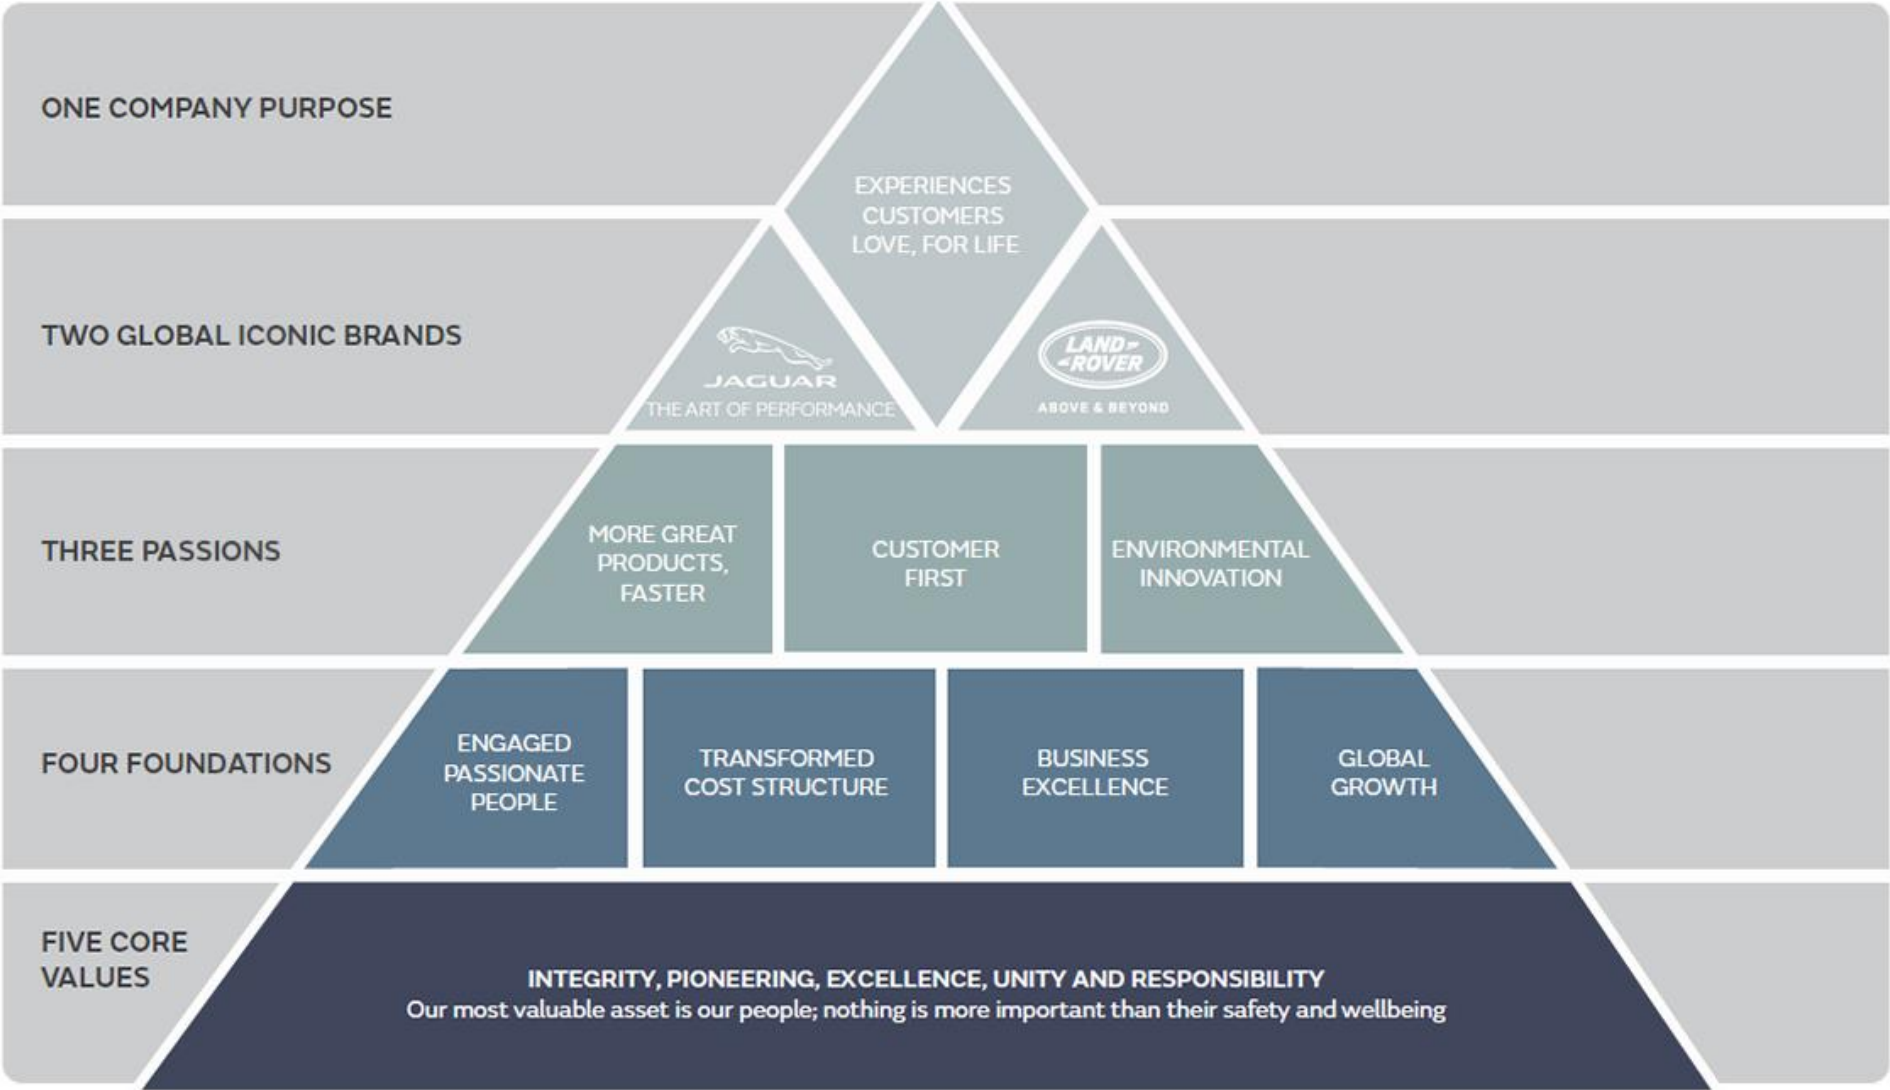 ONE COMPANY PURPOSE
EXPERIENCES
CUSTOMERS
LOVE, FOR LIFE
TWO GLOBAL ICONIC BRANDS
JAGUAR
THE ART OF PERFORMANCE
LAND
ROVER
ABOVE & BEYOND
THREE PASSIONS
MORE GREAT
PRODUCTS,
FASTER
CUSTOMER
FIRST
ENVIRONMENTAL
INNOVATION
FOUR FOUNDATIONS
ENGAGED
PASSIONATE
PEOPLE
TRANSFORMED
COST STRUCTURE
BUSINESS
EXCELLENCE
GLOBAL
GROWTH
FIVE CORE
VALUES
INTEGRITY, PIONEERING, EXCELLENCE, UNITY AND RESPONSIBILITY
Our most valuable asset is our people; nothing is more important than their safety and wellbeing